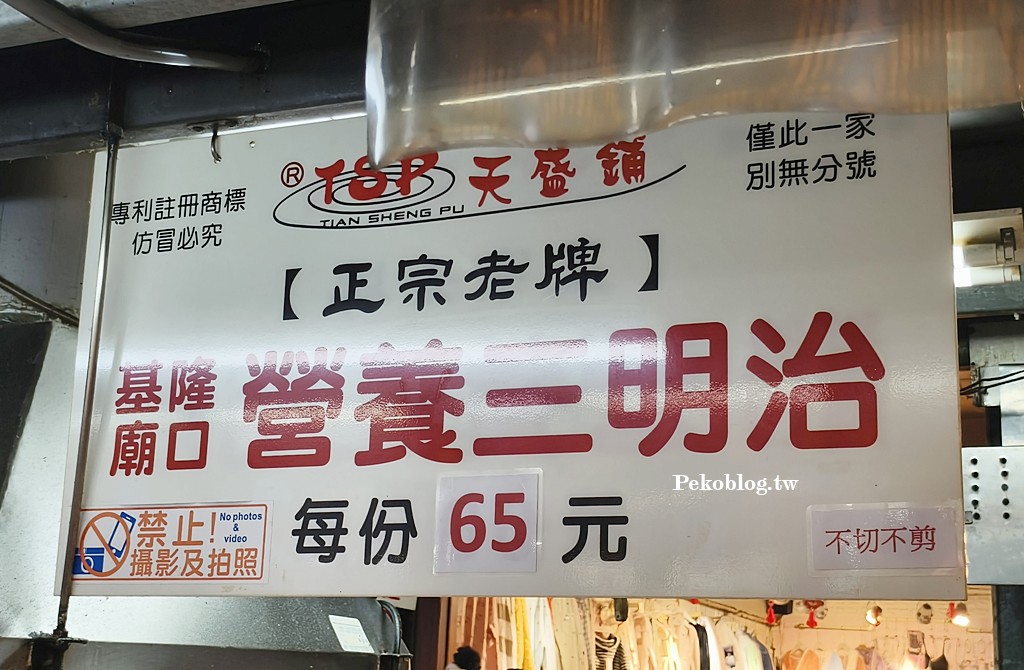 專利註冊商標
仿冒必究
® TSP 天盛舖
TIAN SHENG PU
僅此一家
別無分號
【正宗老牌】
基隆
廟口
營養三明治
Pekoblog.tw
禁止!
No photos
&
video
攝影及拍照
每份 65 元
不切不剪